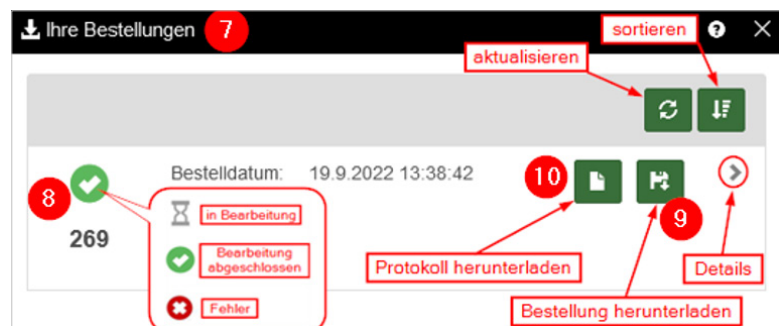 Ihre Bestellungen 7
sortieren
?
aktualisieren
Bestelldatum: 19.9.2022 13:38:42
10
8
269
in Bearbeitung
Bearbeitung
abgeschlossen
Fehler
9
Protokoll herunterladen
Details
Bestellung herunterladen